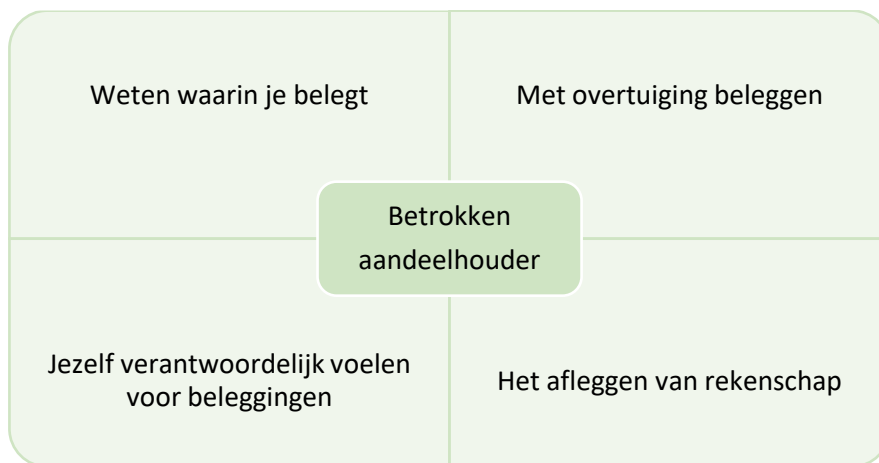 Weten waarin je belegt
Met overtuiging beleggen
Betrokken
aandeelhouder
Jezelf verantwoordelijk voelen
voor beleggingen
Het afleggen van rekenschap